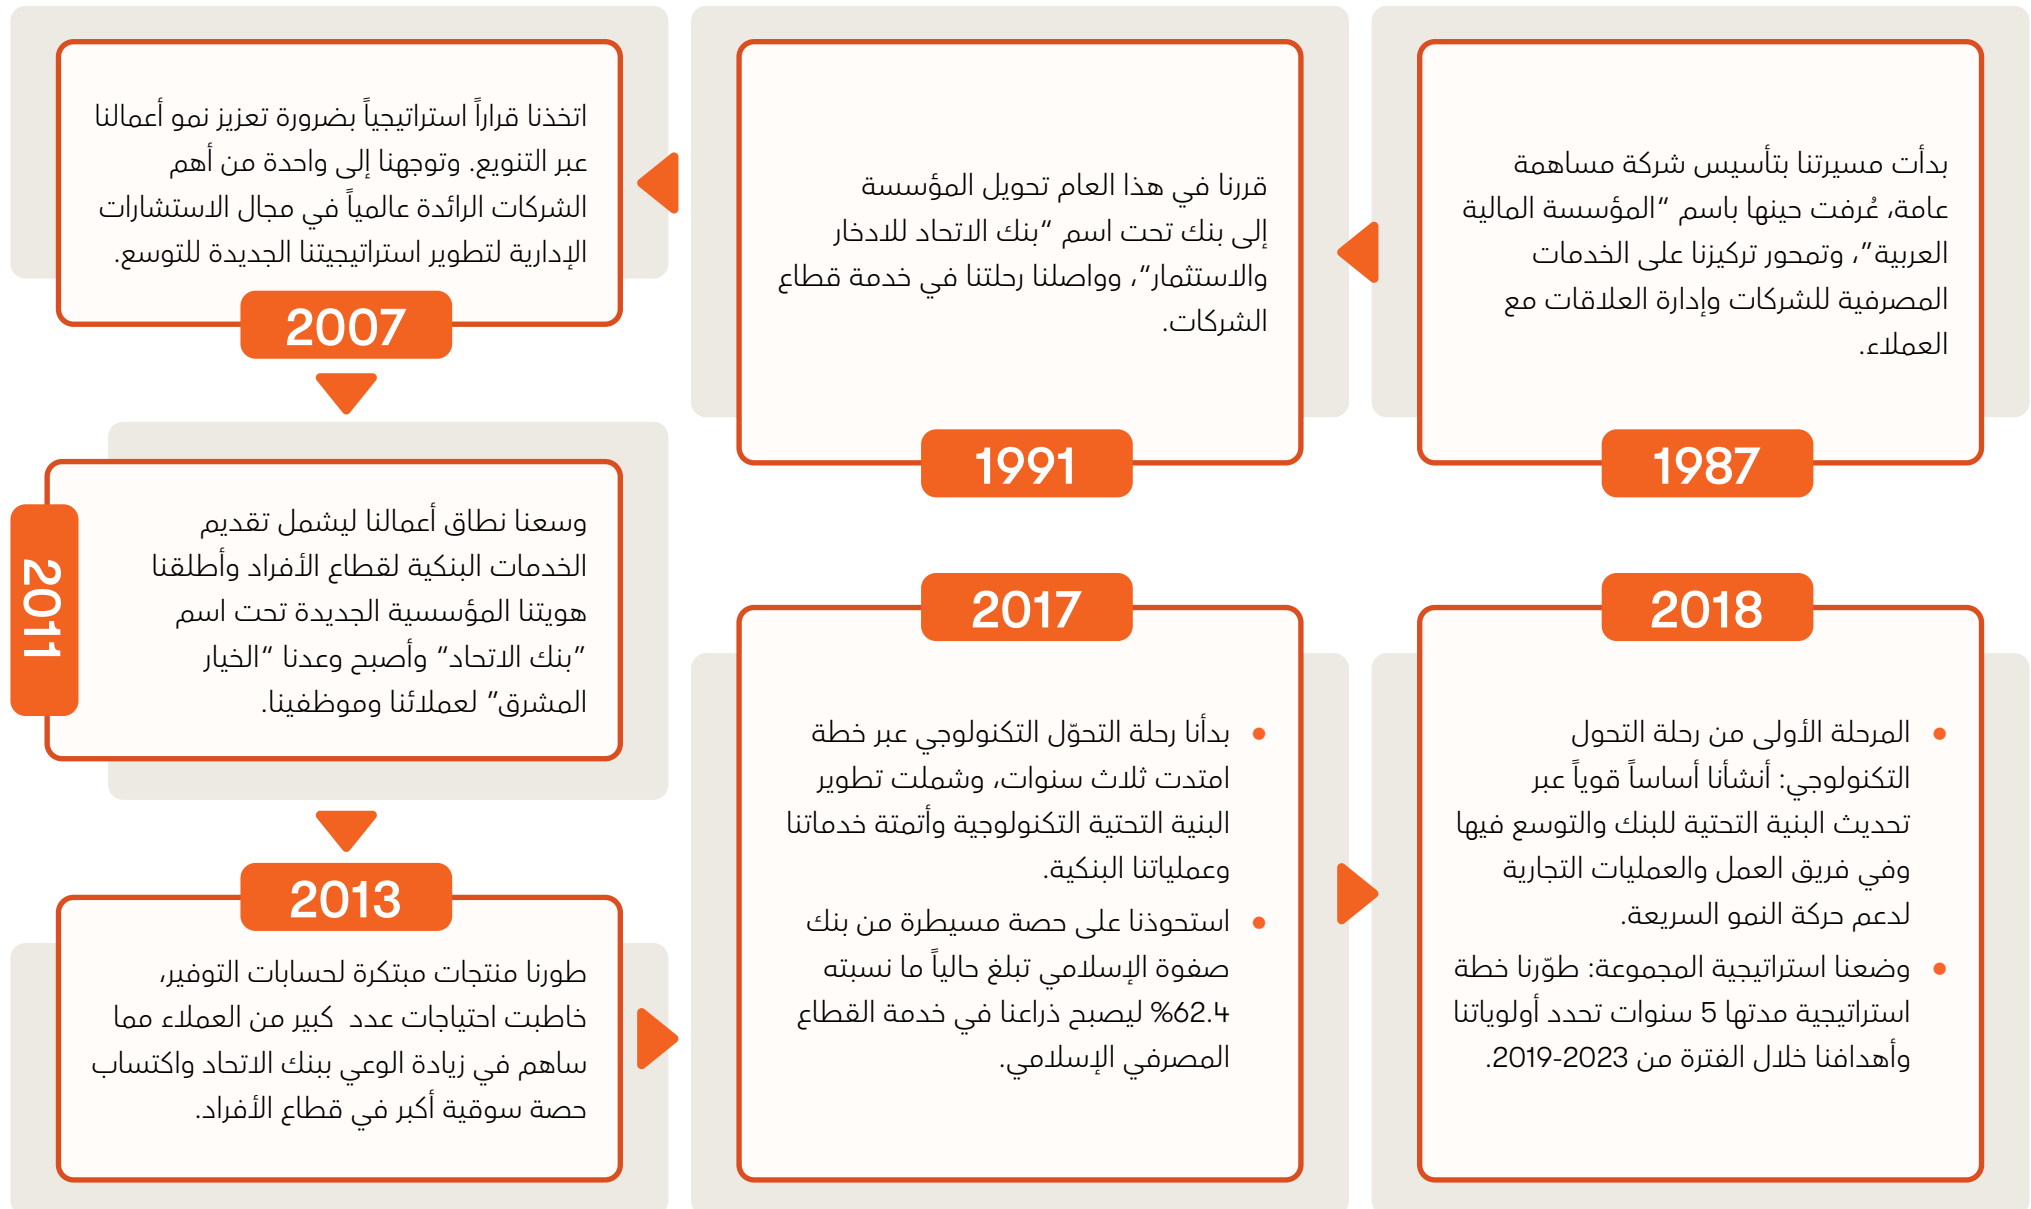 بدأت مسيرتنا بتأسيس شركة مساهمة
عامة، عُرفت حينها باسم “المؤسسة المالية
العربية”، وتمحور تركيزنا على الخدمات
المصرفية للشركات وإدارة العلاقات مع
العملاء.
1987
قررنا في هذا العام تحويل المؤسسة
إلى بنك تحت اسم “بنك الاتحاد للادخار
والاستثمار“، وواصلنا رحلتنا في خدمة قطاع
الشركات.
1991
اتخذنا قراراً استراتيجياً بضرورة تعزيز نمو أعمالنا
عبر التنويع. وتوجهنا إلى واحدة من أهم
الشركات الرائدة عالمياً في مجال الاستشارات
الإدارية لتطوير استراتيجيتنا الجديدة للتوسع.
2007
وسعنا نطاق أعمالنا ليشمل تقديم
الخدمات البنكية لقطاع الأفراد وأطلقنا
هويتنا المؤسسية الجديدة تحت اسم
”بنك الاتحاد“ وأصبح وعدنا “الخيار
المشرق” لعملائنا وموظفينا.
2011
2013
طورنا منتجات مبتكرة لحسابات التوفير،
خاطبت احتياجات عدد كبير من العملاء مما
ساهم في زيادة الوعي ببنك الاتحاد واكتساب
حصة سوقية أكبر في قطاع الأفراد.
2017
• بدأنا رحلة التحوّل التكنولوجي عبر خطة
امتدت ثلاث سنوات، وشملت تطوير
البنية التحتية التكنولوجية وأتمتة خدماتنا
وعملياتنا البنكية.
• استحوذنا على حصة مسيطرة من بنك
صفوة الإسلامي تبلغ حالياً ما نسبته
62.4% ليصبح ذراعنا في خدمة القطاع
المصرفي الإسلامي.
2018
• المرحلة الأولى من رحلة التحول
التكنولوجي: أنشأنا أساساً قوياً عبر
تحديث البنية التحتية للبنك والتوسع فيها
وفي فريق العمل والعمليات التجارية
لدعم حركة النمو السريعة.
• وضعنا استراتيجية المجموعة: طوّرنا خطة
استراتيجية مدتها 5 سنوات تحدد أولوياتنا
وأهدافنا خلال الفترة من 2023-2019.